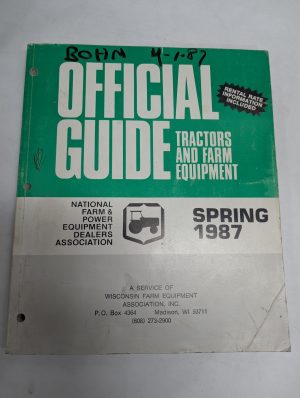 BOHN 4-1-87
OFFICIAL
GUIDE
TRACTORS
AND FARM
EQUIPMENT
RENTAL RATE
INFORMATION
INCLUDED
NATIONAL
FARM &
POWER
EQUIPMENT
DEALERS
ASSOCIATION
SPRING
1987
A SERVICE OF
WISCONSIN FARM EQUIPMENT
ASSOCIATION, INC.
P.O. Box 4364 Madison, WI 53711
(608) 273-2900